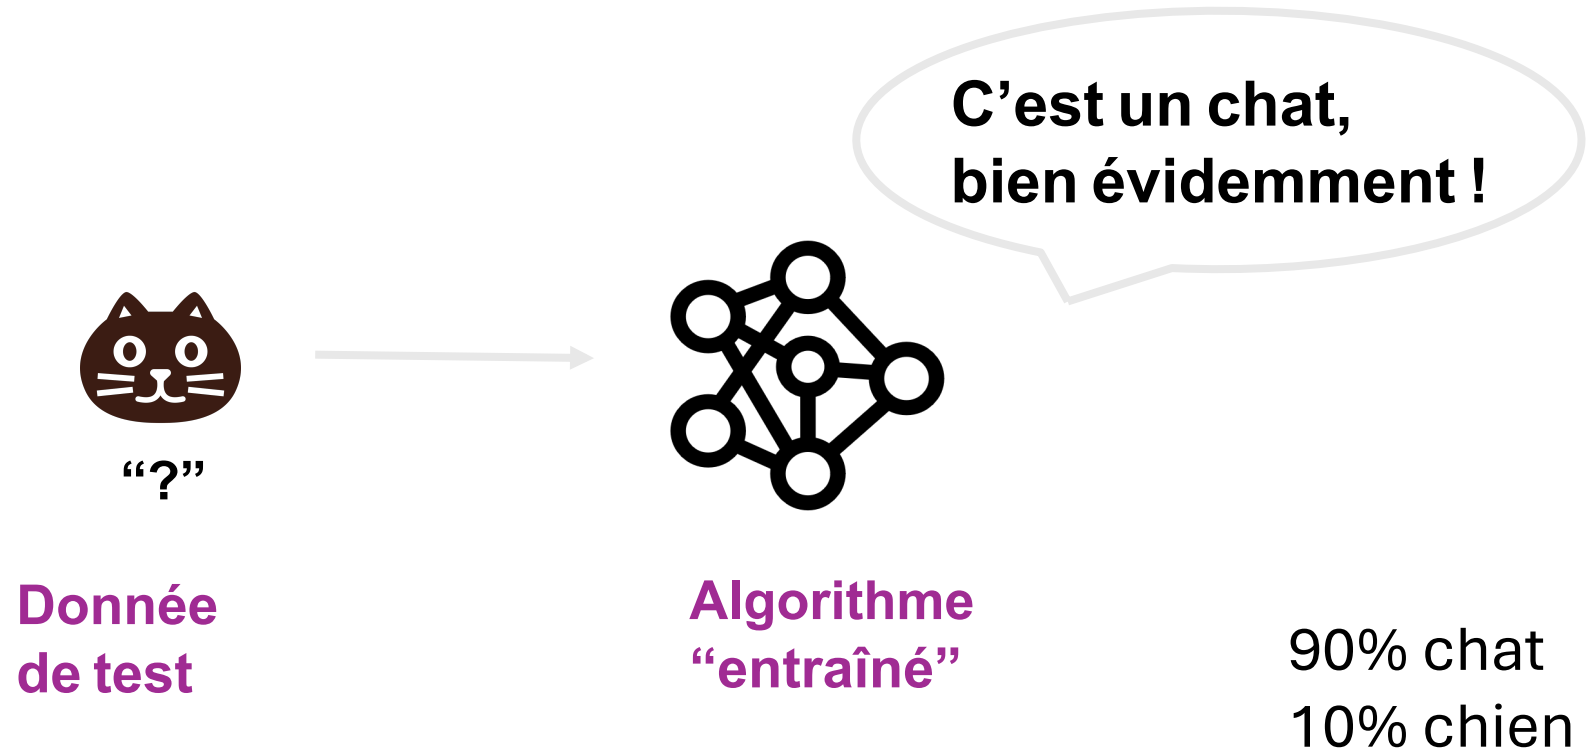 C’est un chat,
bien évidemment !
“?”
Donnée
de test
Algorithme
“entraîné”
90% chat
10% chien